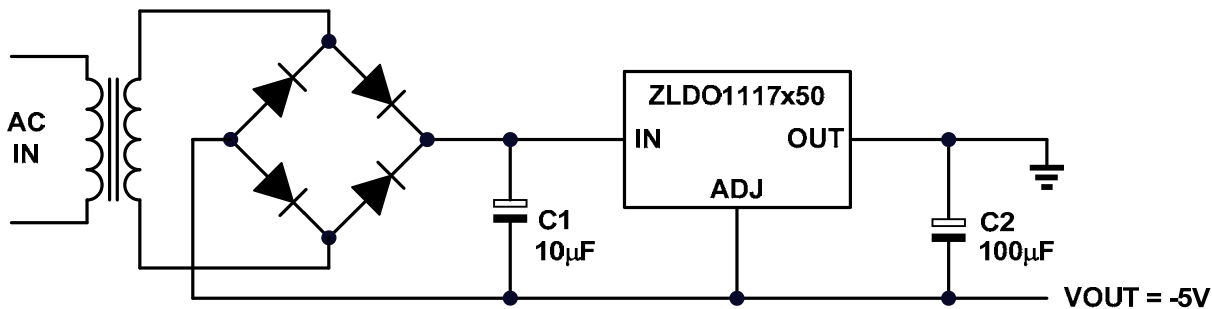 AC
IN
ZLDO1117x50
IN
OUT
ADJ
C1
10μF
C2
100μF
VOUT = -5V